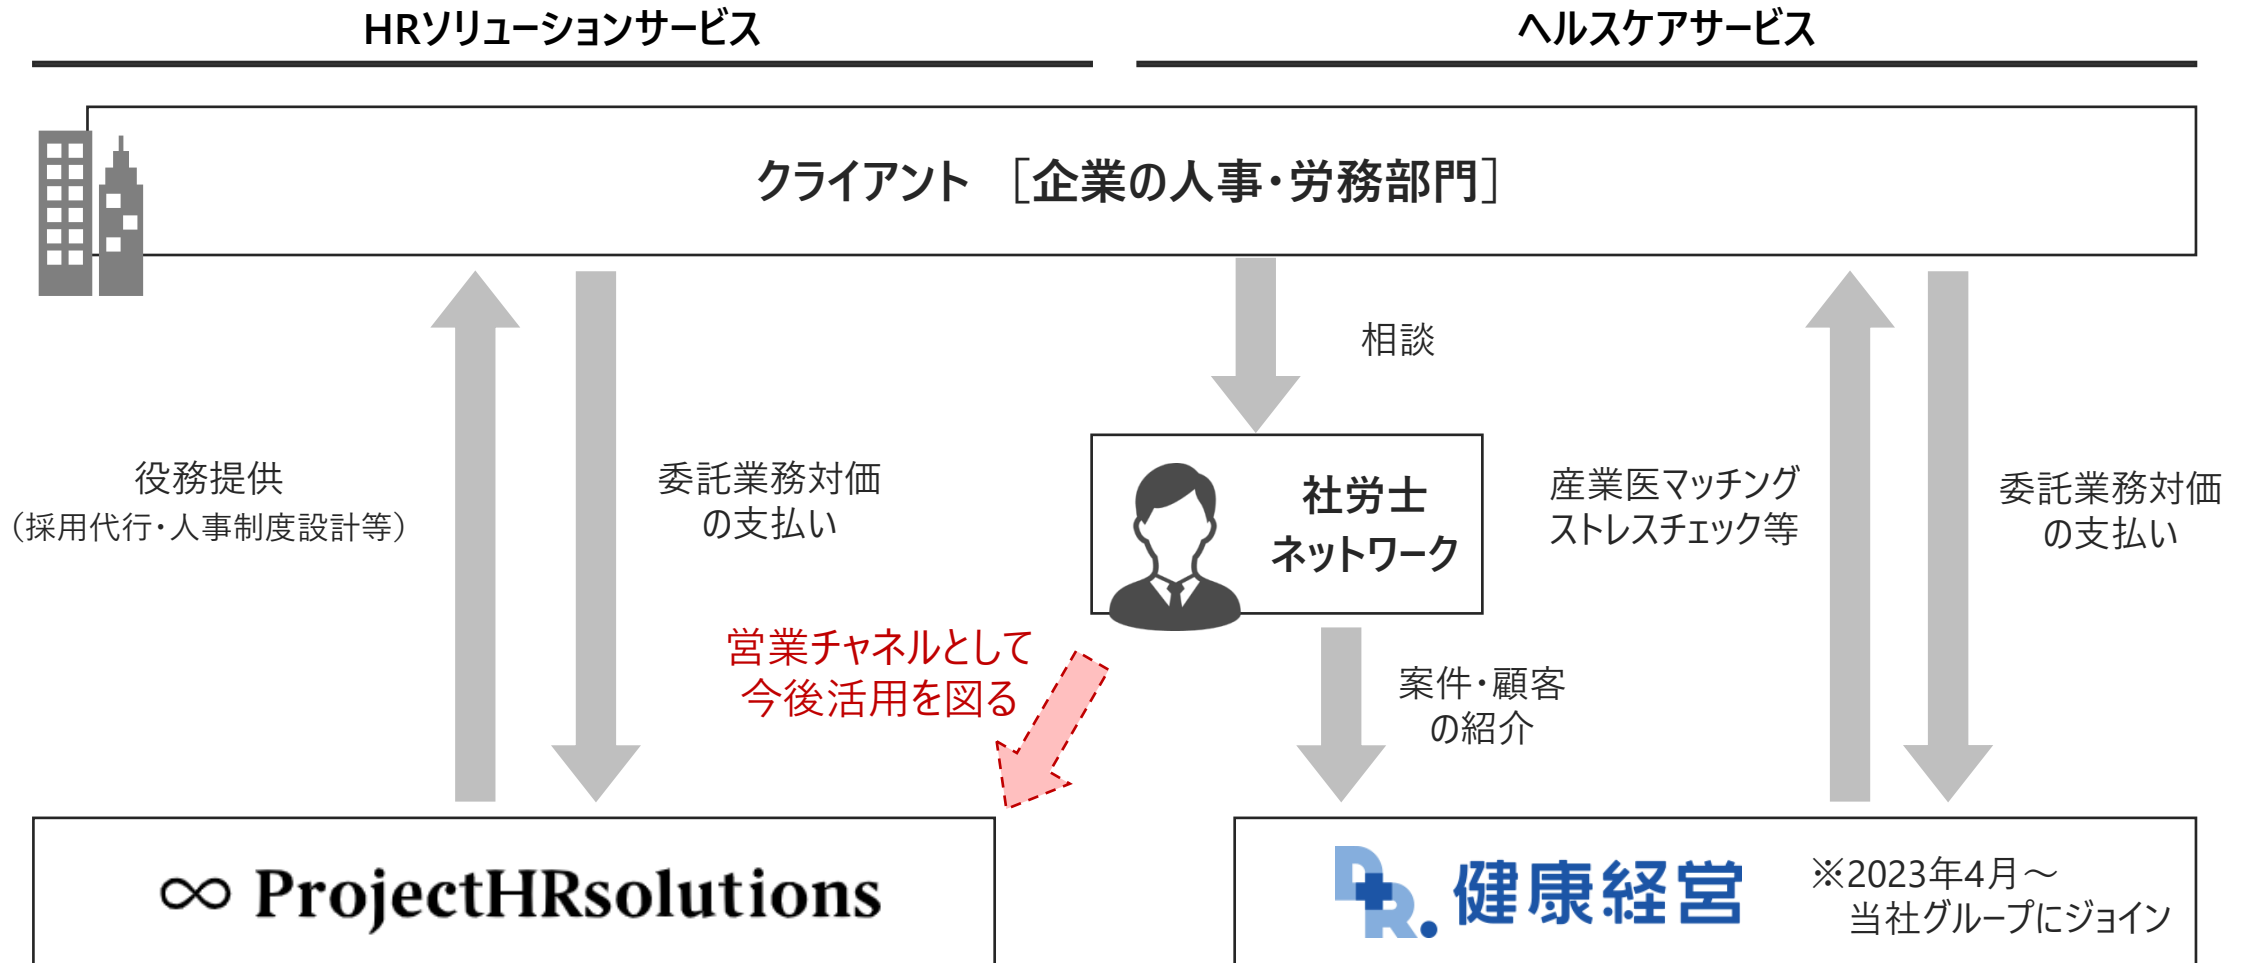 HRソリューションサービス
ヘルスケアサービス
クライアント ［企業の人事・労務部門］
相談
役務提供
（採用代行・人事制度設計等）
委託業務対価
の支払い
社労士
ネットワーク
産業医マッチング
ストレスチェック等
委託業務対価
の支払い
営業チャネルとして
今後活用を図る
案件・顧客
の紹介
∞ ProjectHRsolutions
DR.健康経営
※2023年4月～
当社グループにジョイン